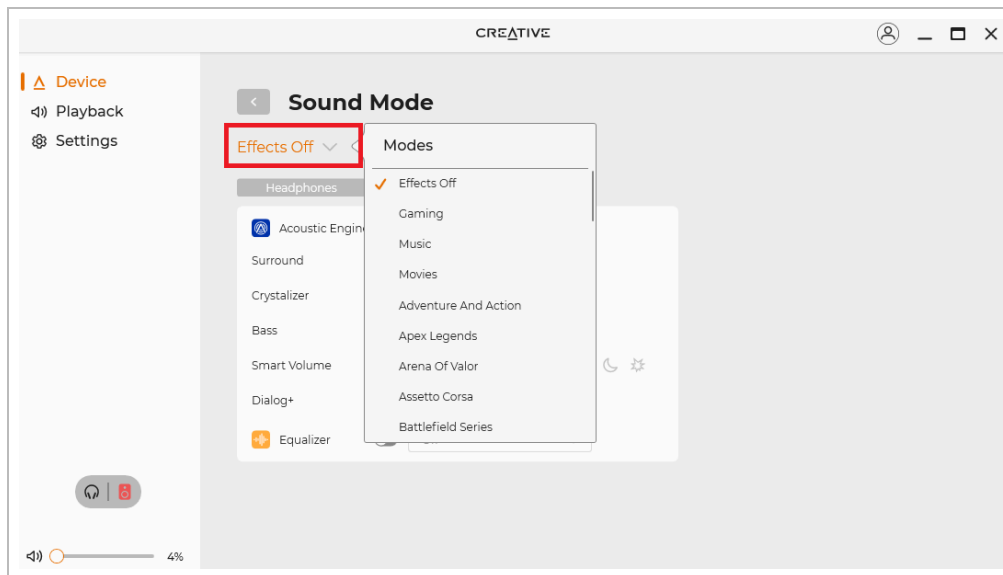 CREATIVE
Device
Playback
Settings
Sound Mode
Effects Off
Modes
Headphones
Effects Off
Gaming
Music
Movies
Adventure And Action
Apex Legends
Arena Of Valor
Assetto Corsa
Battlefield Series
Acoustic Engin
Surround
Crystalizer
Bass
Smart Volume
Dialog+
Equalizer
4%